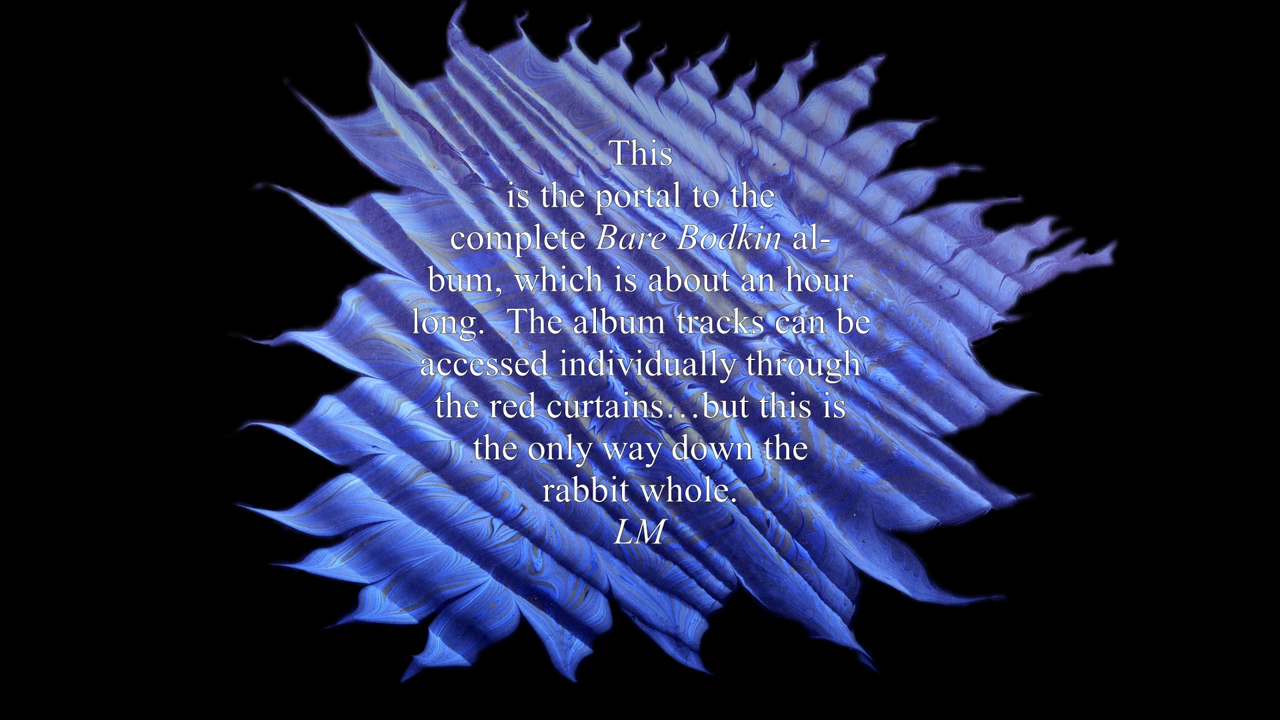 This
is the portal to the
complete Bare Bodkin al-
bum, which is about an hour
long.  The album tracks can be
accessed individually through
the red curtains…but this is
the only way down the
rabbit whole.
LM